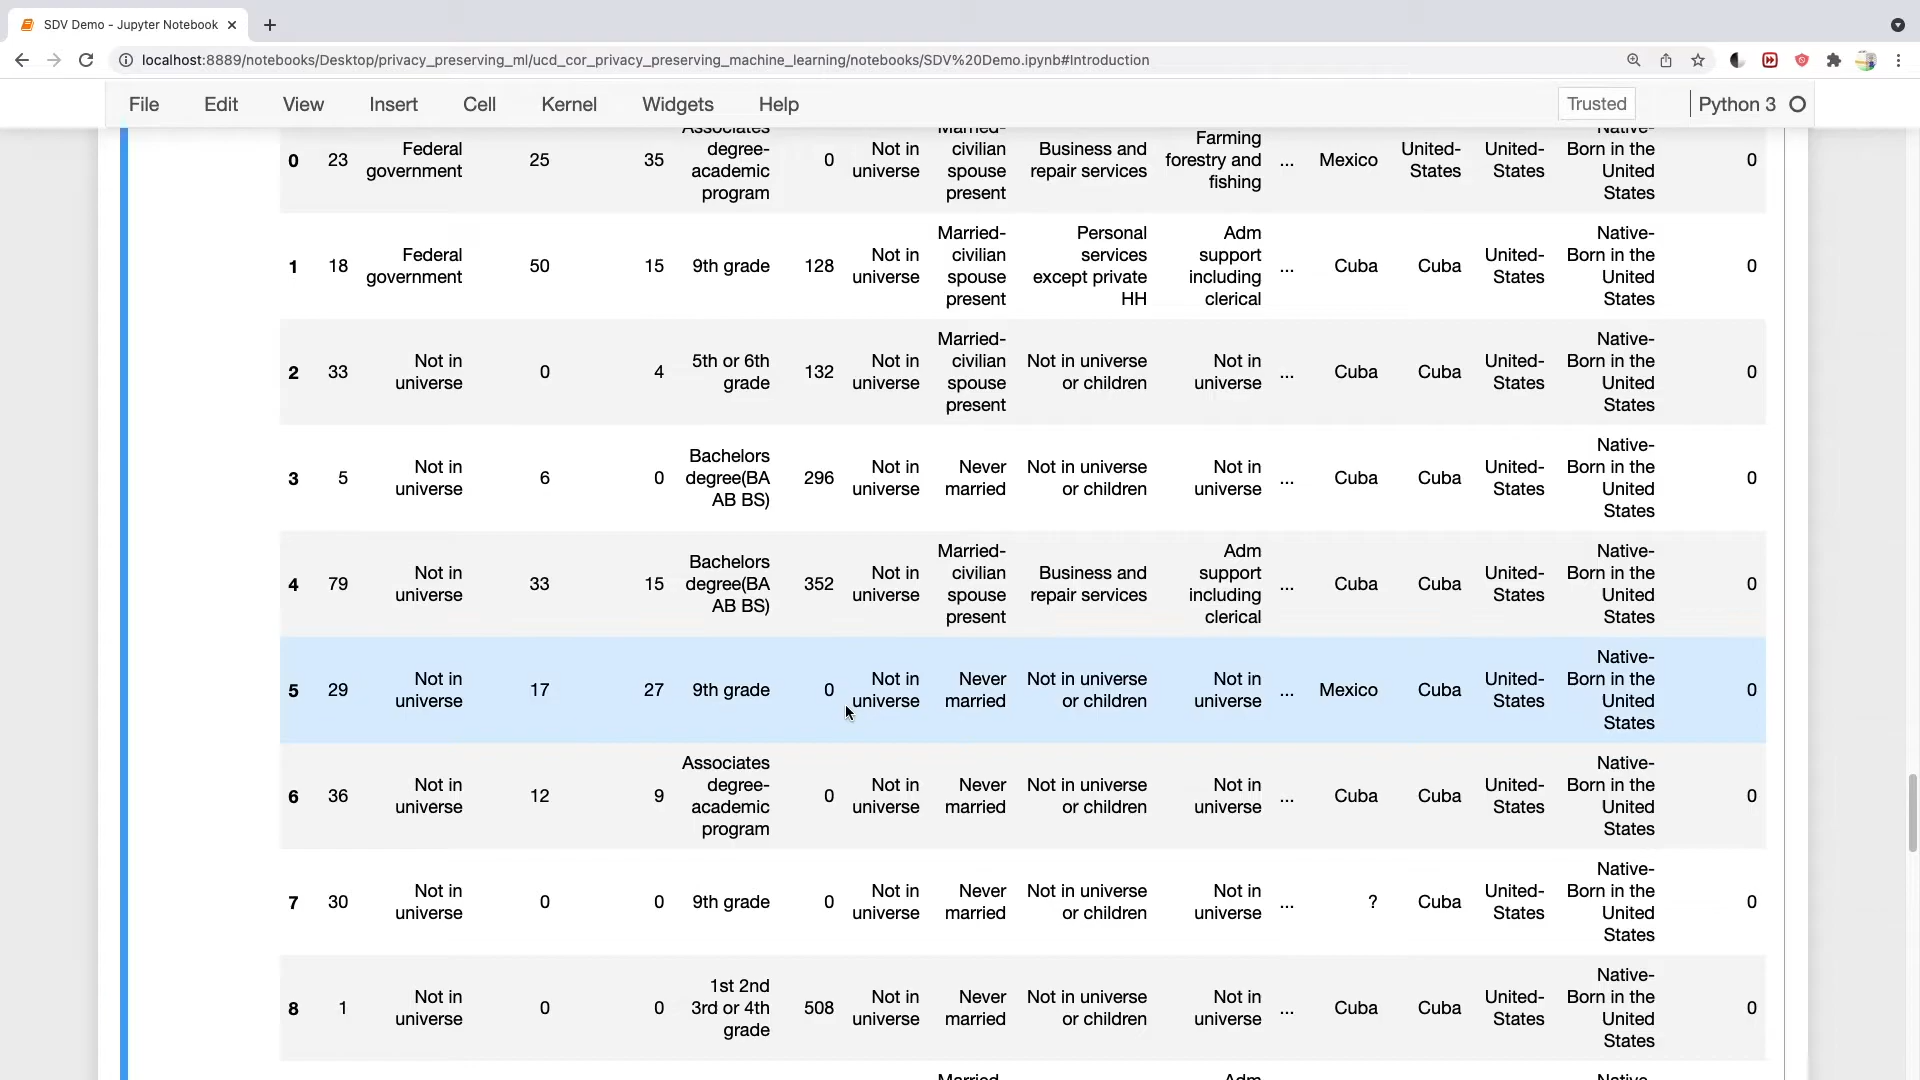 SDV Demo - Jupyter Notebook
localhost:8889/notebooks/Desktop/privacy_preserving_ml/ucd_cor_privacy_preserving_machine_learning/notebooks/SDV%20Demo.ipynb#Introduction
File Edit View Insert Cell Kernel Widgets Help Trusted Python 3
Associates Married- Farming Native-
degree- Not in civilian Business and forestry and United- United- Born in the
0 23 Federal government 25 35 academic 0 universe spouse repair services fishing ... Mexico States States United 0
program present States
Married- Personal Adm Native-
Federal Not in civilian services support United- Born in the
1 18 government 50 15 9th grade 128 universe spouse except private including ... Cuba Cuba States United 0
present HH clerical States
Married- Native-
Not in 5th or 6th Not in civilian Not in universe Not in United- Born in the
2 33 universe 0 4 grade 132 universe spouse or children universe ... Cuba Cuba States United 0
present States
Bachelors Native-
Not in degree(BA Not in Never Not in universe Not in United- Born in the
3 5 universe 6 0 AB BS) 296 universe married or children universe ... Cuba Cuba States United 0
States
Bachelors Married- Adm Native-
Not in degree(BA Not in civilian Business and support United- Born in the
4 79 universe 33 15 AB BS) 352 universe spouse repair services including ... Cuba Cuba States United 0
present clerical States
Native-
Not in Not in Never Not in universe Not in United- Born in the
5 29 universe 17 27 9th grade 0 universe married or children universe ... Mexico Cuba States United 0
States
Associates Native-
Not in degree- Not in Never Not in universe Not in United- Born in the
6 36 universe 12 9 academic 0 universe married or children universe ... Cuba Cuba States United 0
program States
Native-
Not in Not in Never Not in universe Not in United- Born in the
7 30 universe 0 0 9th grade 0 universe married or children universe ... ? Cuba States United 0
States
1st 2nd Native-
Not in 3rd or 4th Not in Never Not in universe Not in United- Born in the
8 1 universe 0 0 grade 508 universe married or children universe ... Cuba Cuba States United 0
States
Married- Adm Native-